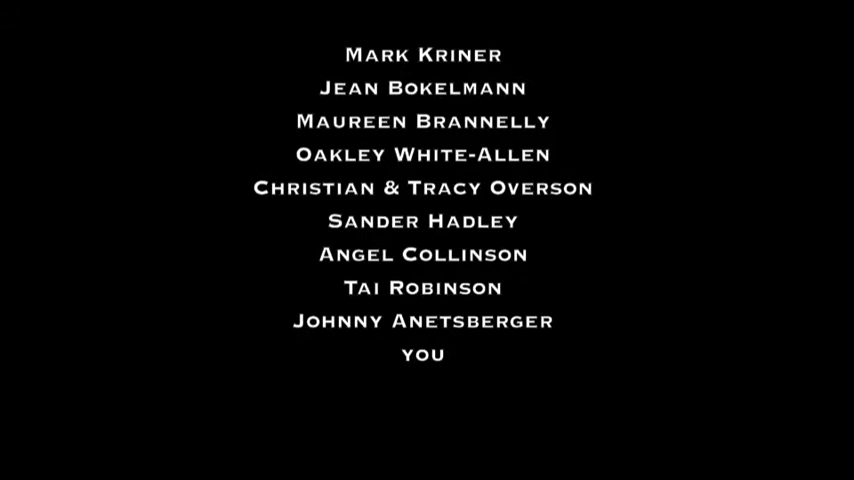 MARK KRINER
JEAN BOKELMANN
MAUREEN BRANNELLY
OAKLEY WHITE-ALLEN
CHRISTIAN & TRACY OVERSON
SANDER HADLEY
ANGEL COLLINSON
TAI ROBINSON
JOHNNY ANETSBERGER
YOU